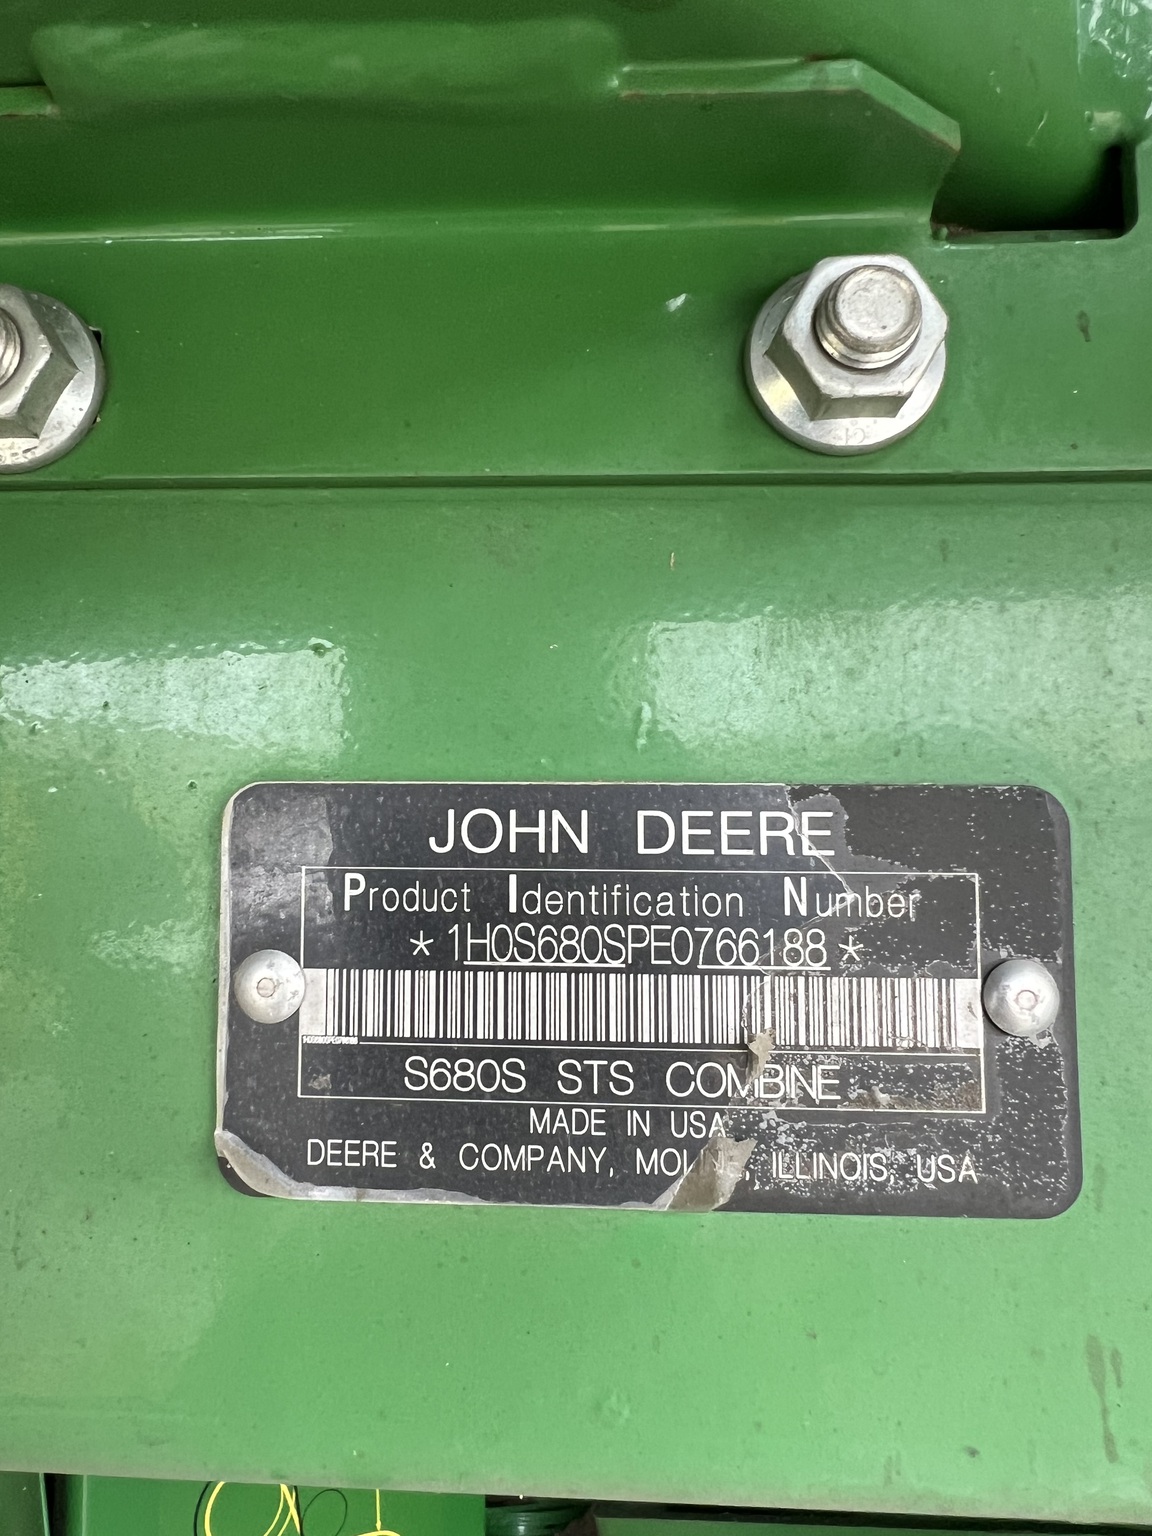 JOHN DEERE
Product Identification Number
*1H0S680SPE0766188*
S680S STS COMBINE
MADE IN USA
DEERE & COMPANY, MOLINE, ILLINOIS, USA